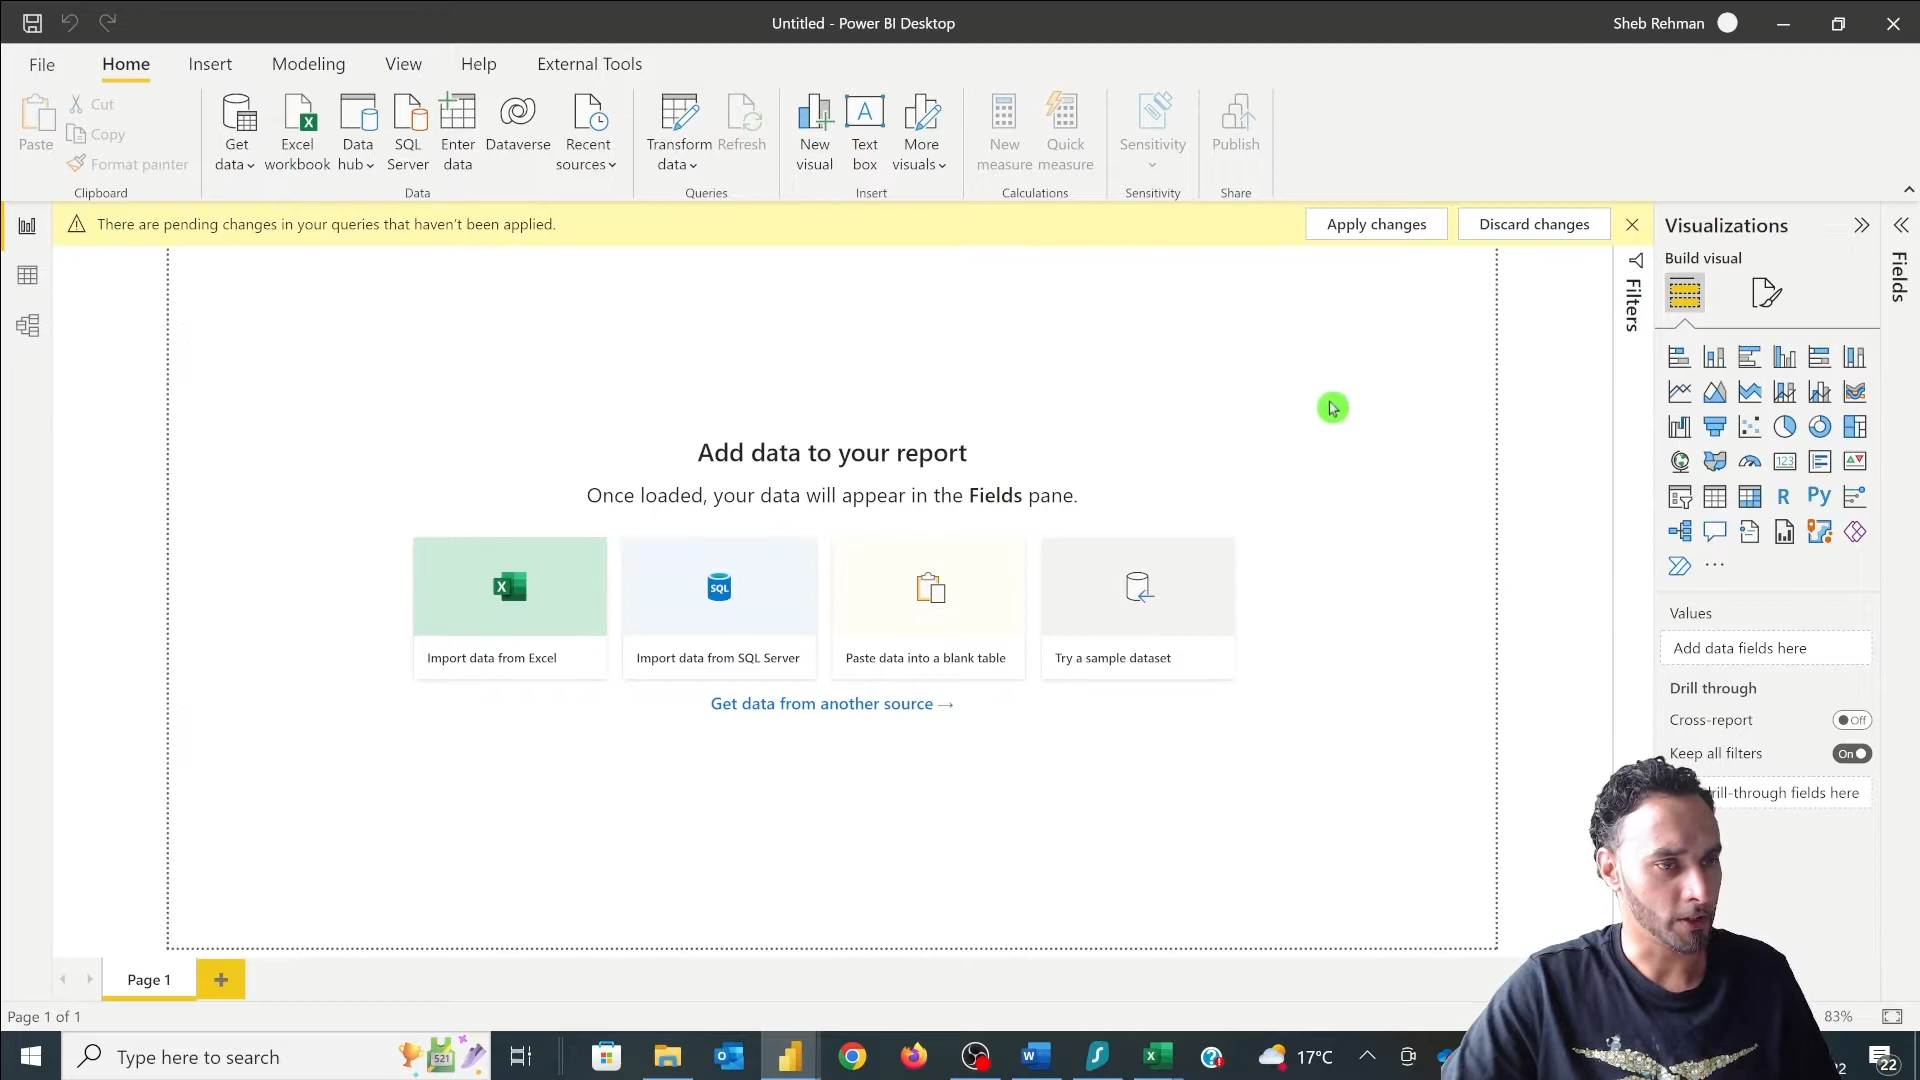 Untitled - Power BI Desktop
Sheb Rehman
File
Home
Insert
Modeling
View
Help
External Tools
Paste
Cut
Copy
Format painter
Clipboard
Get data
Excel workbook
Data hub
SQL Server
Enter data
Dataverse
Recent sources
Data
Transform data
Refresh
Queries
New visual
A
Text box
More visuals
Insert
New measure
Quick measure
Calculations
Sensitivity
Sensitivity
Publish
Share
There are pending changes in your queries that haven't been applied.
Apply changes
Discard changes
Filters
Visualizations
Fields
Build visual
123
R
Py
Values
Add data fields here
Drill through
Cross-report
Off
Keep all filters
On
rill-through fields here
Add data to your report
Once loaded, your data will appear in the Fields pane.
X
SQL
Import data from Excel
Import data from SQL Server
Paste data into a blank table
Try a sample dataset
Get data from another source →
Page 1
Page 1 of 1
83%
Type here to search
521
17°C
22